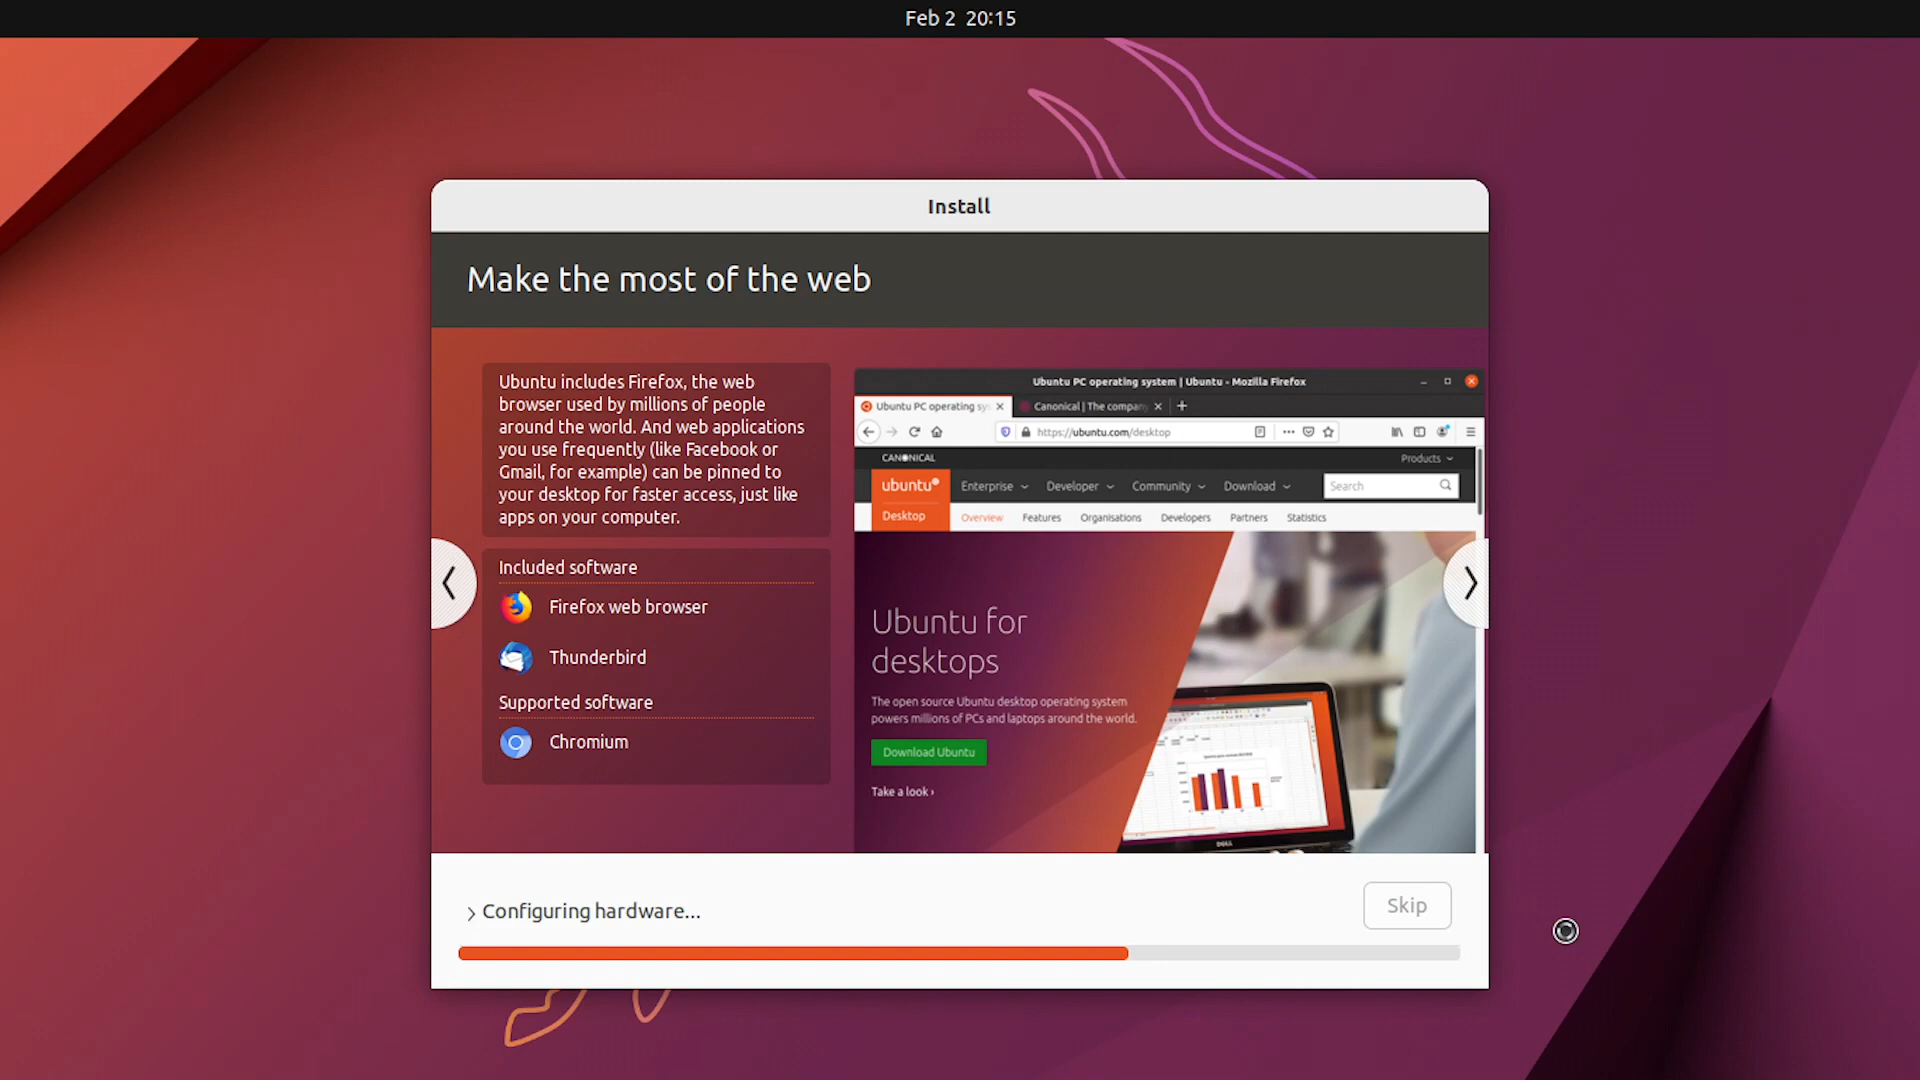 Feb 2 20:15
Install
Make the most of the web
Ubuntu includes Firefox, the web
browser used by millions of people
around the world. And web applications
you use frequently (like Facebook or
Gmail, for example) can be pinned to
your desktop for faster access, just like
apps on your computer.
Included software
Firefox web browser
Thunderbird
Supported software
Chromium
Ubuntu PC operating system | Ubuntu - Mozilla Firefox
Ubuntu PC operating sy
Canonical | The company
https://ubuntu.com/desktop
CANONICAL
Products
ubuntu
Enterprise Developer Community Download
Search
Desktop
Overview Features Organisations Developers Partners Statistics
Ubuntu for
desktops
The open source Ubuntu desktop operating system
powers millions of PCs and laptops around the world.
Download Ubuntu
Take a look ›
DELL
Configuring hardware...
Skip